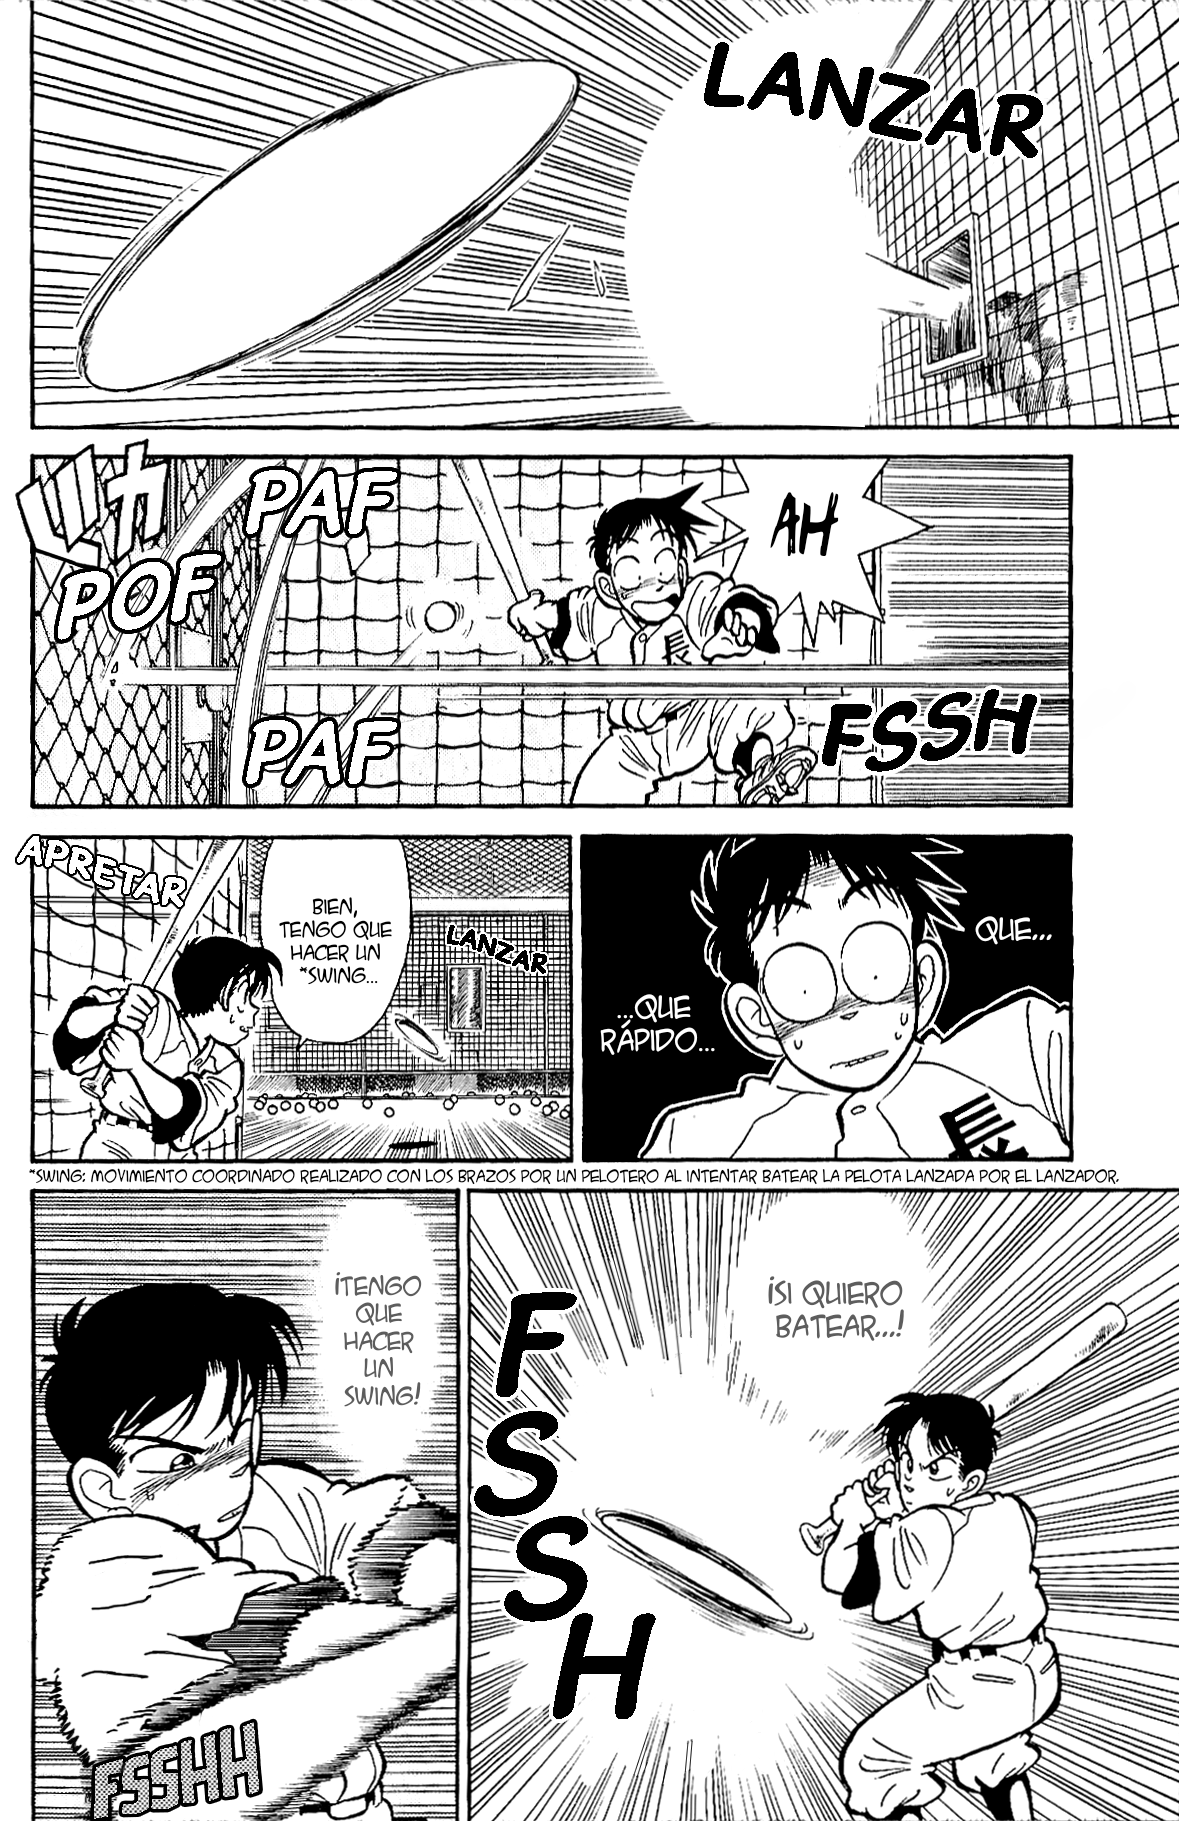 LANZAR
ガ
PAF
POF
AH
長
PAF
FSSH
APRETAR
BIEN,
TENGO QUE
HACER UN
*SWING...
LANZAR
QUE...
...QUE
RÁPIDO...
*SWING: MOVIMIENTO COORDINADO REALIZADO CON LOS BRAZOS POR UN PELOTERO AL INTENTAR BATEAR LA PELOTA LANZADA POR EL LANZADOR.
¡TENGO
QUE
HACER
UN
SWING!
FSSHH
¡SI QUIERO
BATEAR...!
FSSH